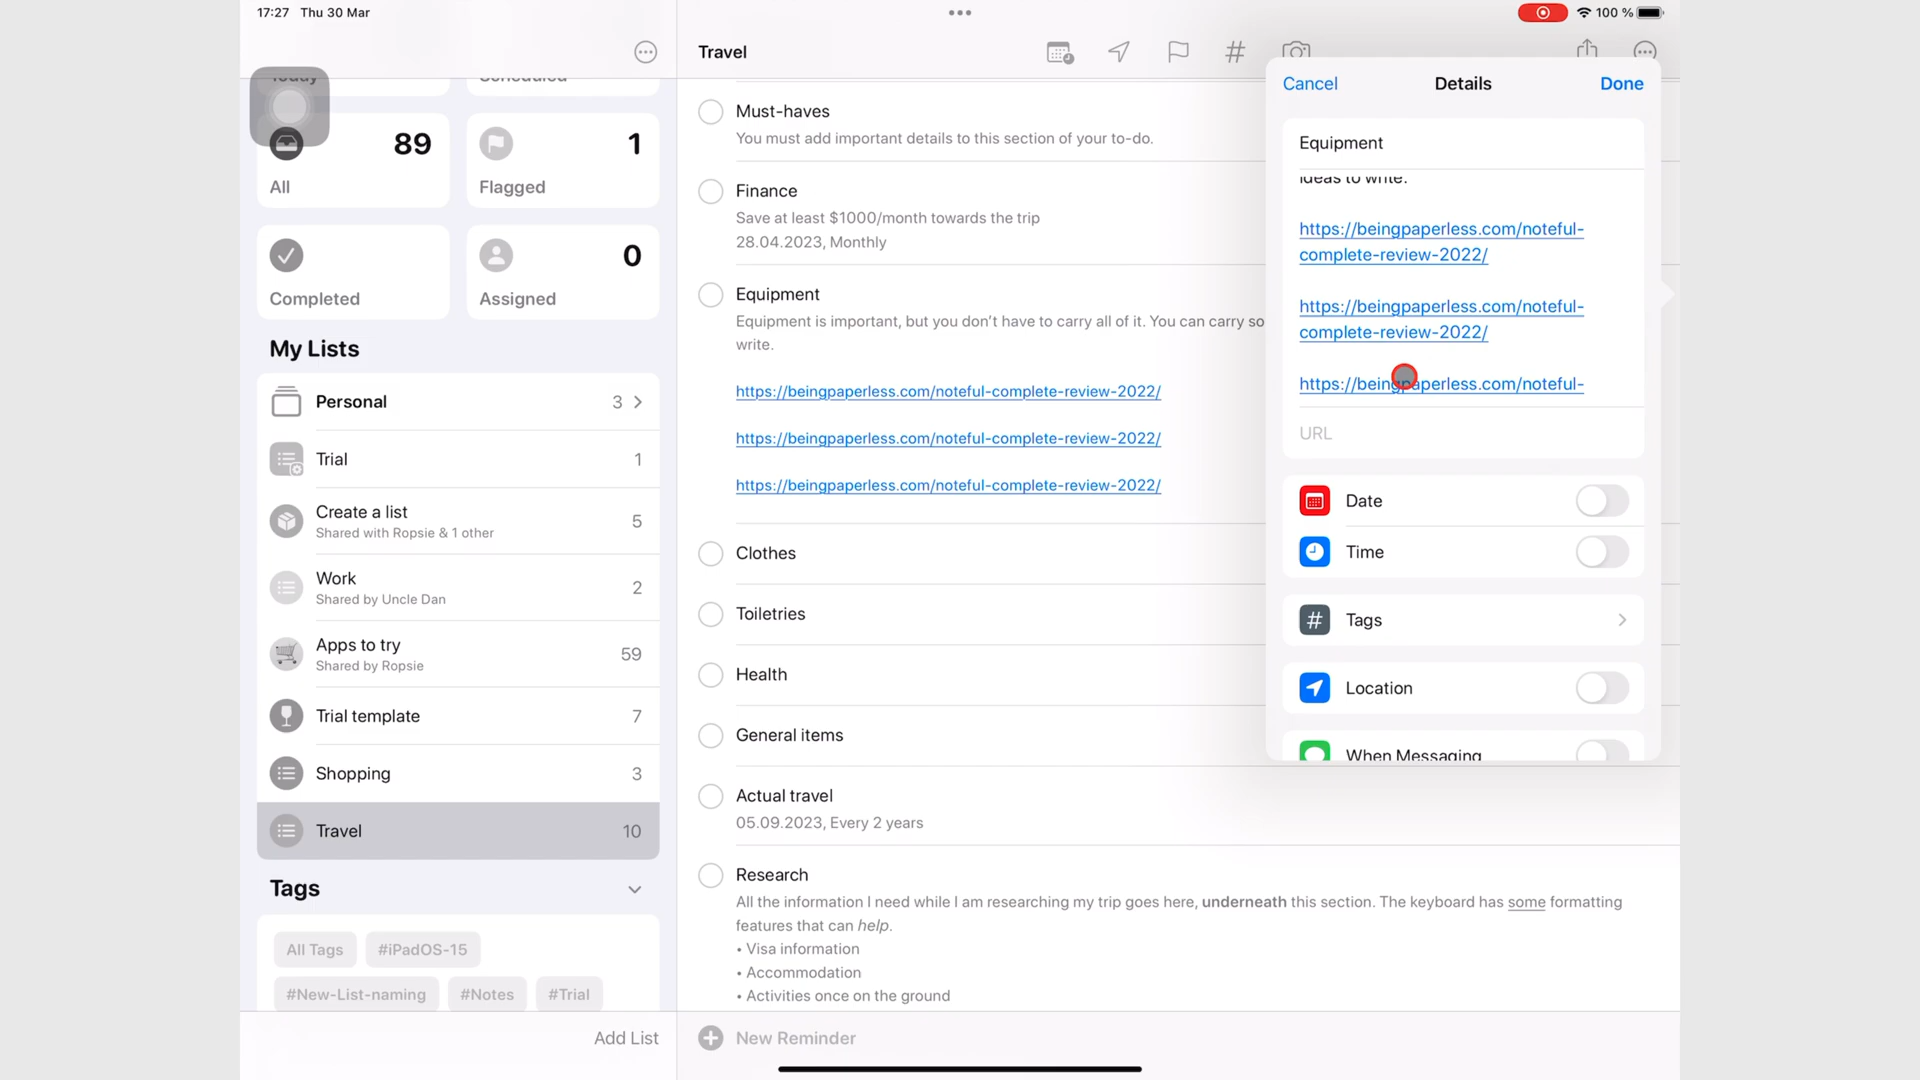 17:27 Thu 30 Mar
100 %
Today
Scheduled
89
All
1
Flagged
Completed
0
Assigned
My Lists
Personal
3
Trial
1
Create a list
Shared with Ropsie & 1 other
5
Work
Shared by Uncle Dan
2
Apps to try
Shared by Ropsie
59
Trial template
7
Shopping
3
Travel
10
Tags
All Tags
#iPadOS-15
#New-List-naming
#Notes
#Trial
Add List
Travel
#
Must-haves
You must add important details to this section of your to-do.
Finance
Save at least $1000/month towards the trip
28.04.2023, Monthly
Equipment
Equipment is important, but you don’t have to carry all of it. You can carry so
write.
https://beingpaperless.com/noteful-complete-review-2022/
https://beingpaperless.com/noteful-complete-review-2022/
https://beingpaperless.com/noteful-complete-review-2022/
Clothes
Toiletries
Health
General items
Actual travel
05.09.2023, Every 2 years
Research
All the information I need while I am researching my trip goes here, underneath this section. The keyboard has some formatting
features that can help.
• Visa information
• Accommodation
• Activities once on the ground
New Reminder
Cancel
Details
Done
Equipment
ideas to write.
https://beingpaperless.com/noteful-
complete-review-2022/
https://beingpaperless.com/noteful-
complete-review-2022/
https://beingpaperless.com/noteful-
URL
Date
Time
# Tags
Location
When Messaging